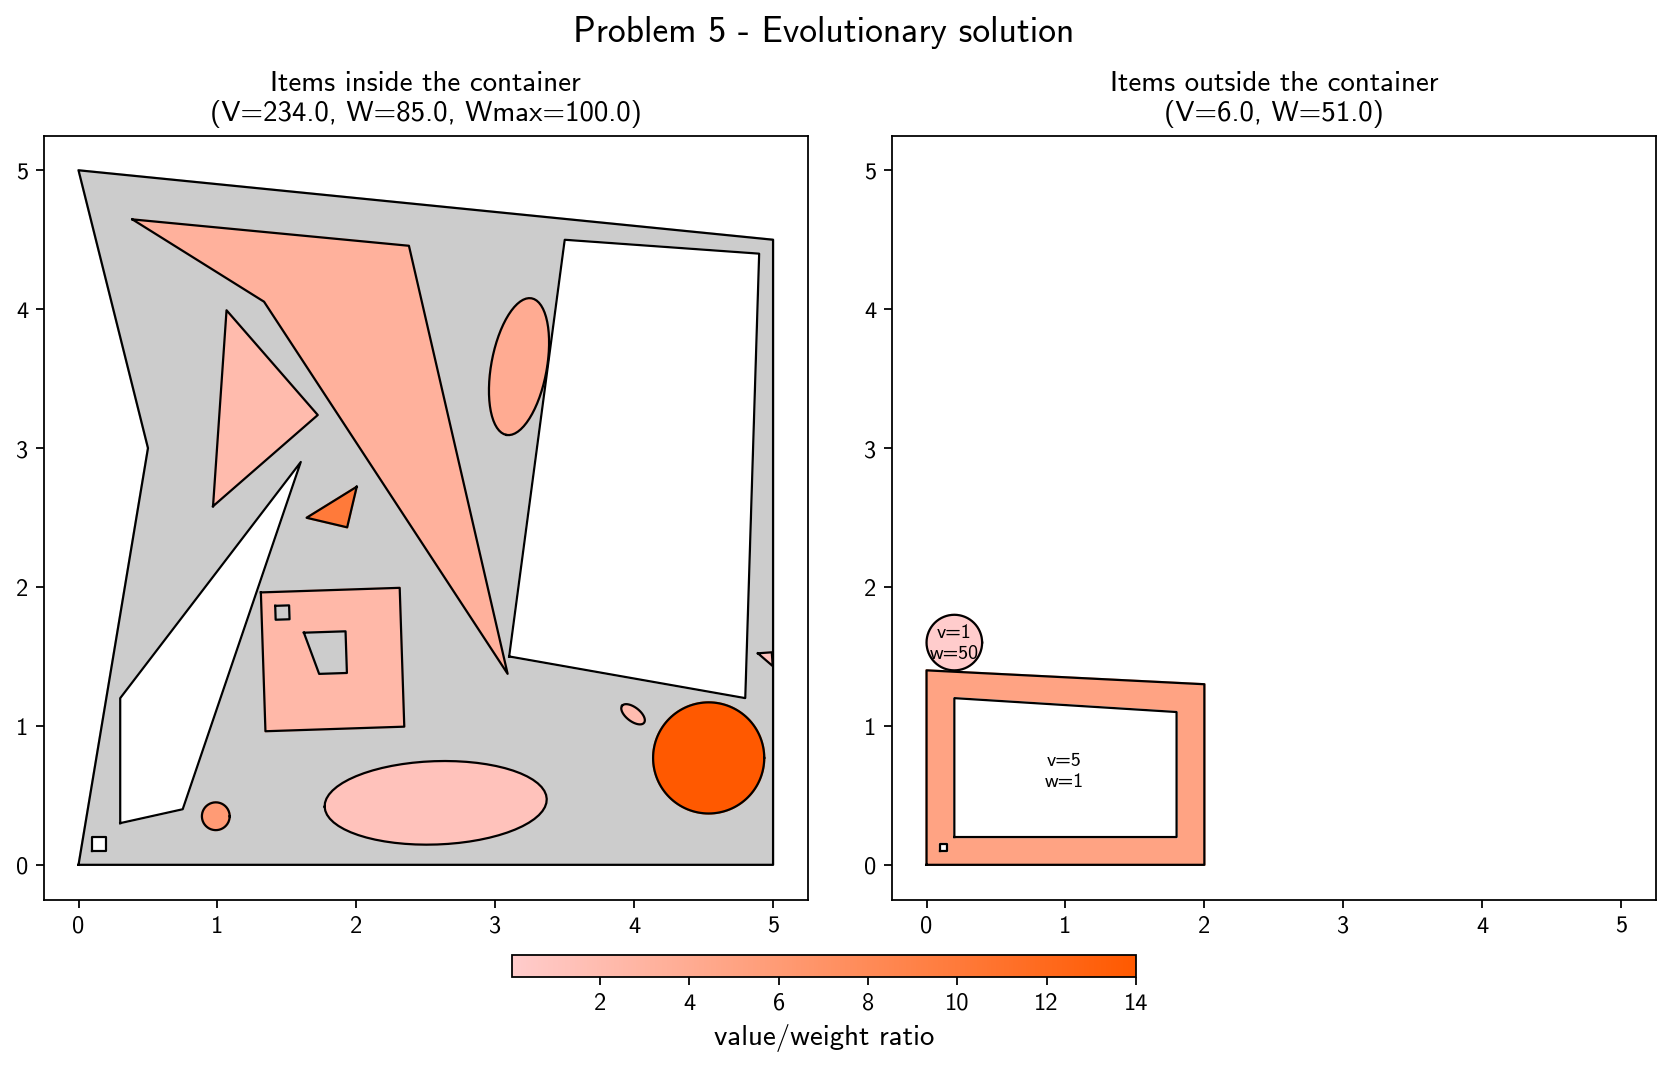 Problem 5 - Evolutionary solution
Items inside the container
(V=234.0, W=85.0, Wmax=100.0)
5
4
3
2
1
0
0 1 2 3 4 5
Items outside the container
(V=6.0, W=51.0)
5
4
3
2
1
0
v=1
w=50
v=5
w=1
0 1 2 3 4 5
2 4 6 8 10 12 14
value/weight ratio